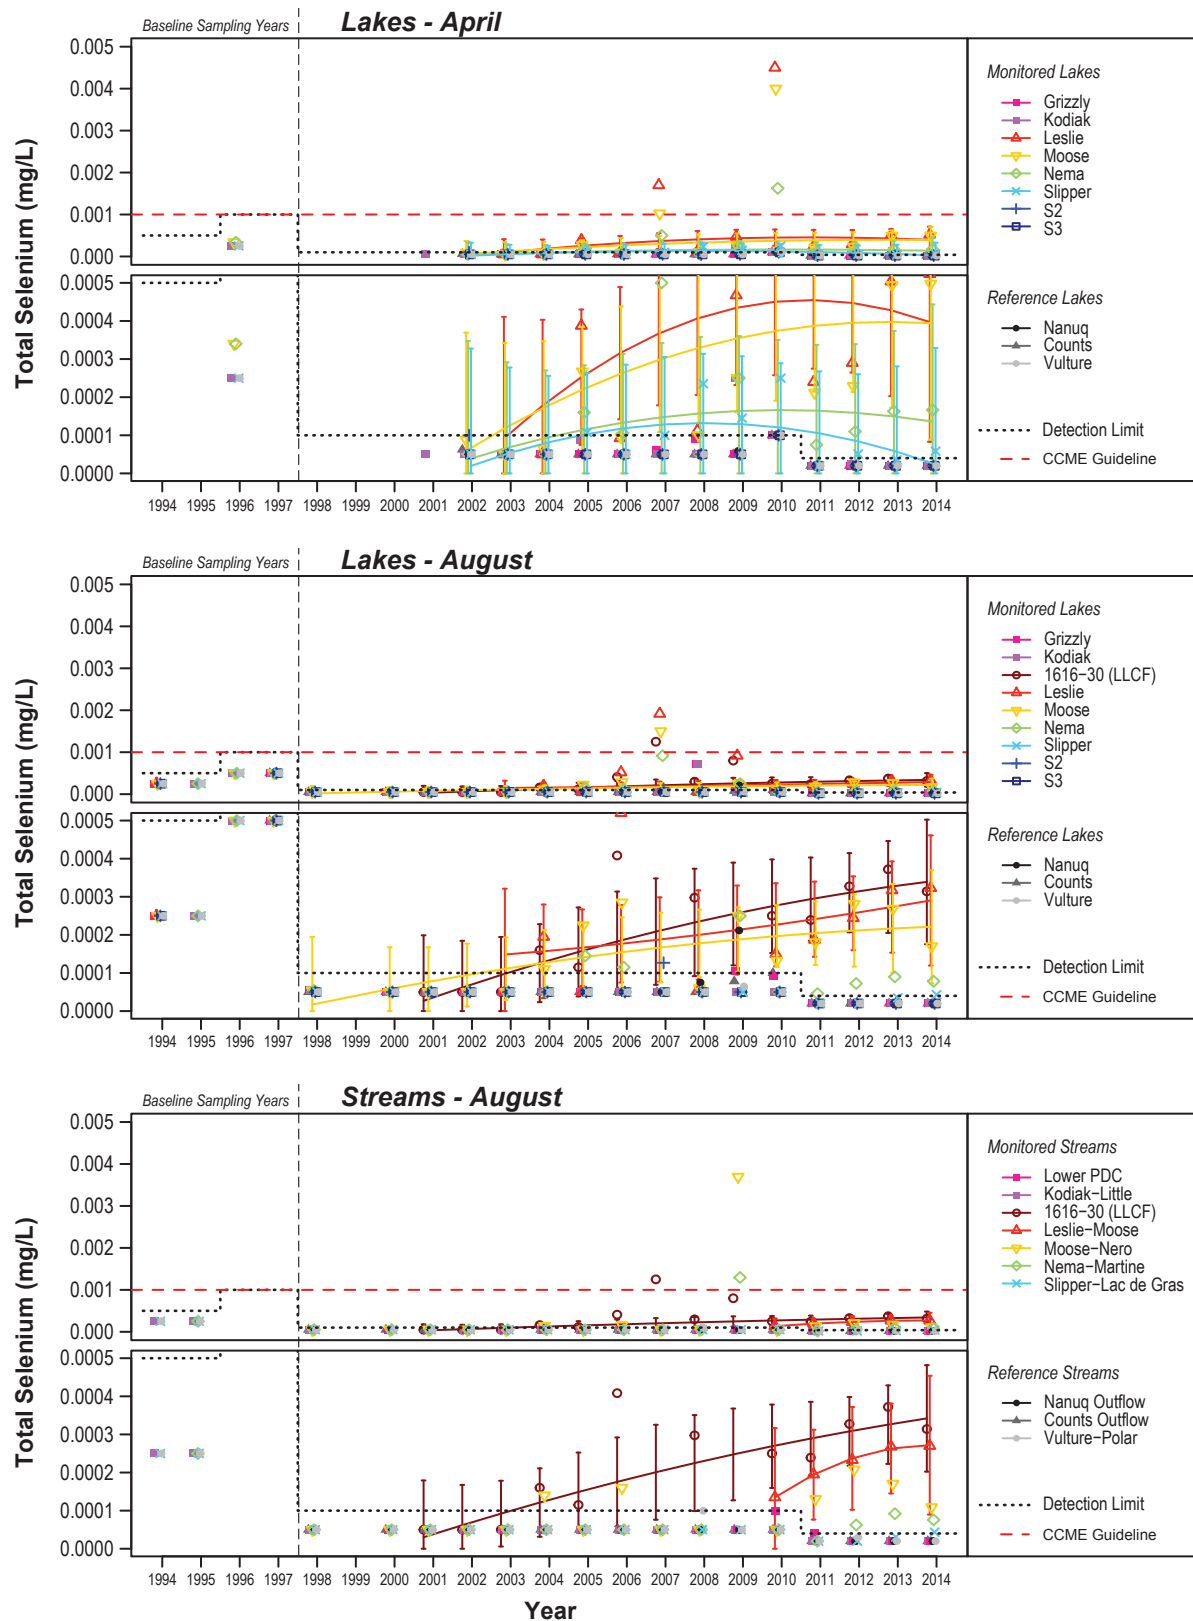 Baseline Sampling Years
Lakes - April
Total Selenium (mg/L)
0.005
0.004
0.003
0.002
0.001
0.000
0.0005
0.0004
0.0003
0.0002
0.0001
0.0000
1994 1995 1996 1997 1998 1999 2000 2001 2002 2003 2004 2005 2006 2007 2008 2009 2010 2011 2012 2013 2014
Monitored Lakes
Grizzly
Kodiak
Leslie
Moose
Nema
Slipper
S2
S3
Reference Lakes
Nanuq
Counts
Vulture
Detection Limit
CCME Guideline
Baseline Sampling Years
Lakes - August
Total Selenium (mg/L)
0.005
0.004
0.003
0.002
0.001
0.000
0.0005
0.0004
0.0003
0.0002
0.0001
0.0000
1994 1995 1996 1997 1998 1999 2000 2001 2002 2003 2004 2005 2006 2007 2008 2009 2010 2011 2012 2013 2014
Monitored Lakes
Grizzly
Kodiak
1616−30 (LLCF)
Leslie
Moose
Nema
Slipper
S2
S3
Reference Lakes
Nanuq
Counts
Vulture
Detection Limit
CCME Guideline
Baseline Sampling Years
Streams - August
Total Selenium (mg/L)
0.005
0.004
0.003
0.002
0.001
0.000
0.0005
0.0004
0.0003
0.0002
0.0001
0.0000
1994 1995 1996 1997 1998 1999 2000 2001 2002 2003 2004 2005 2006 2007 2008 2009 2010 2011 2012 2013 2014
Year
Monitored Streams
Lower PDC
Kodiak−Little
1616−30 (LLCF)
Leslie−Moose
Moose−Nero
Nema−Martine
Slipper−Lac de Gras
Reference Streams
Nanuq Outflow
Counts Outflow
Vulture−Polar
Detection Limit
CCME Guideline